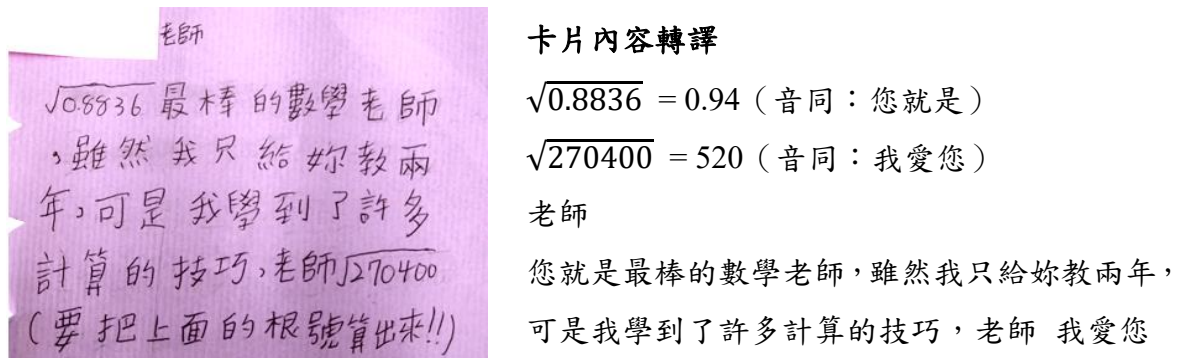 老師
√0.8836 最棒的數學老師
，雖然我只給妳教兩
年，可是我學到了許多
計算的技巧，老師√270400
(要把上面的根號算出來!!)
卡片內容轉譯
√0.8836 = 0.94（音同：您就是）
√270400 = 520（音同：我愛您）
老師
您就是最棒的數學老師，雖然我只給妳教兩年，
可是我學到了許多計算的技巧，老師 我愛您